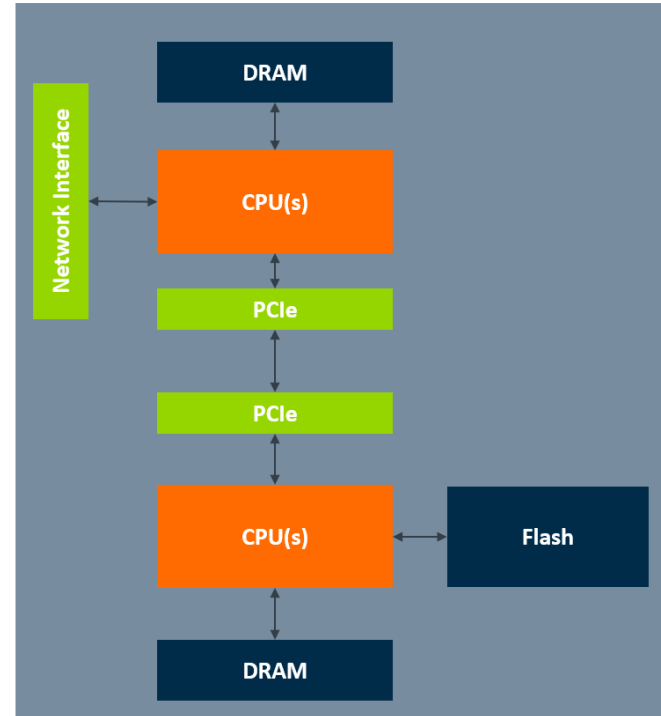 DRAM
Network Interface
CPU(s)
PCIe
PCIe
CPU(s)
Flash
DRAM